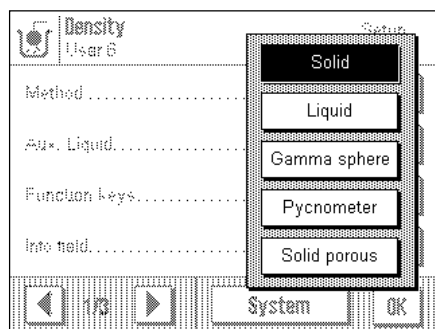 Density
User 6
Setup
Method
Aux. Liquid
Function keys
Info field
Solid
Liquid
Gamma sphere
Pycnometer
Solid porous
1/3
System
OK